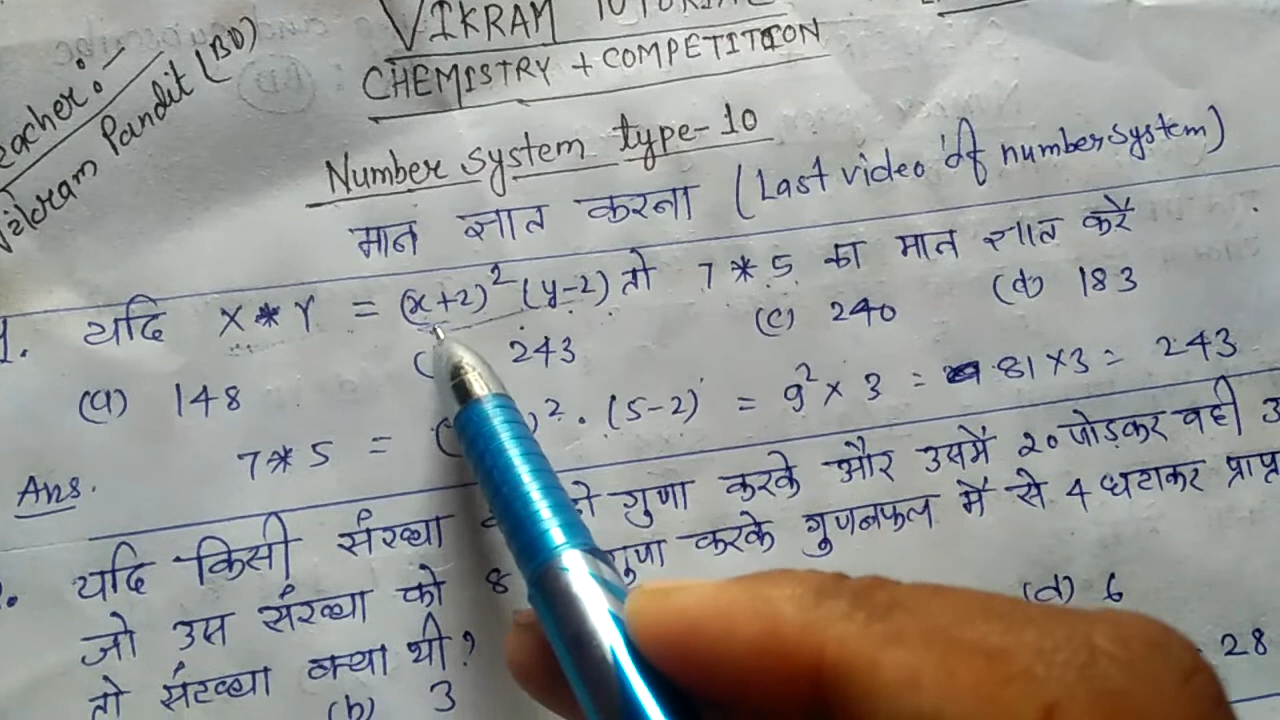 VIKRAM
CHEMISTRY + COMPETITION
Vikram Pandit (BD)
Number system type-10
मान ज्ञात करना (Last video of number system)
1. यदि X * Y = (x+2)² (y-2) तो 7 * 5 का मान ज्ञात करै
(a) 148 243 (c) 240 (d) 183
Ans. 7 * 5 = )². (5-2) = 9² × 3 = 81 × 3 = 243
यदि किसी संख्या गुणा करके और उसमें 20 जोड़कर वही
जो उस संख्या को 8 गुणा करके गुणनफल में से 4 घटाकर
तो संख्या क्या थी? (d) 6
(b) 3 28